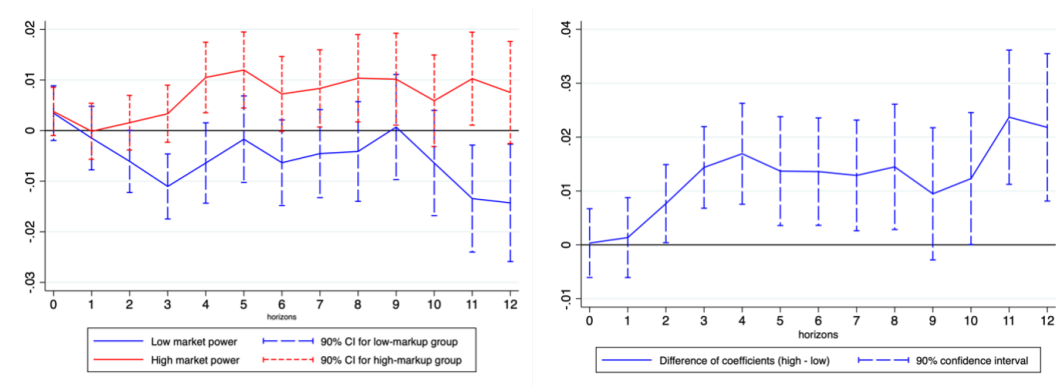 .02
.01
0
-.01
-.02
-.03
0 1 2 3 4 5 6 7 8 9 10 11 12
horizons
Low market power 90% CI for low-markup group
High market power 90% CI for high-markup group
.04
.03
.02
.01
0
-.01
0 1 2 3 4 5 6 7 8 9 10 11 12
horizons
Difference of coefficients (high - low) 90% confidence interval